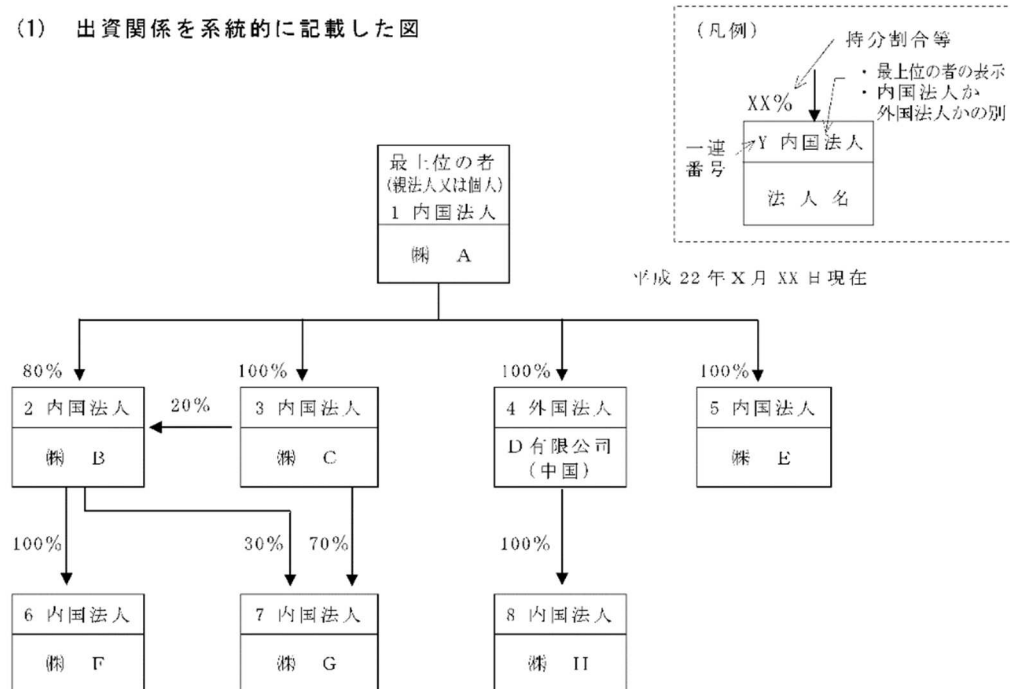 (1) 出資関係を系統的に記載した図
(凡例)
持分割合等
・最上位の者の表示
・内国法人か
外国法人かの別
XX%
一連
番号
Y 内国法人
法 人 名
平成 22 年 X 月 XX 日現在
最上位の者
(親法人又は個人)
1 内国法人
㈱ A
80%
100%
100%
100%
2 内国法人
㈱ B
20%
3 内国法人
㈱ C
4 外国法人
D有限公司
(中国)
5 内国法人
㈱ E
100%
30%
70%
100%
6 内国法人
㈱ F
7 内国法人
㈱ G
8 内国法人
㈱ H